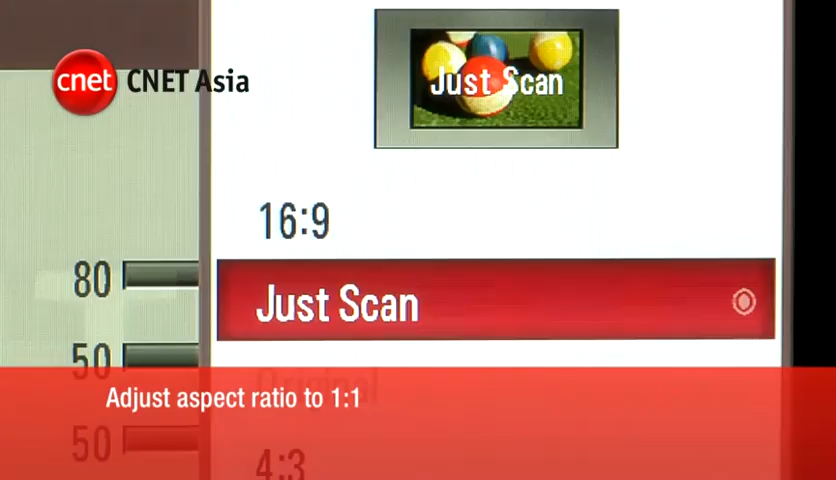 cnet CNET Asia
Just Scan
16:9
80
Just Scan
50
Original
Adjust aspect ratio to 1:1
50
4:3